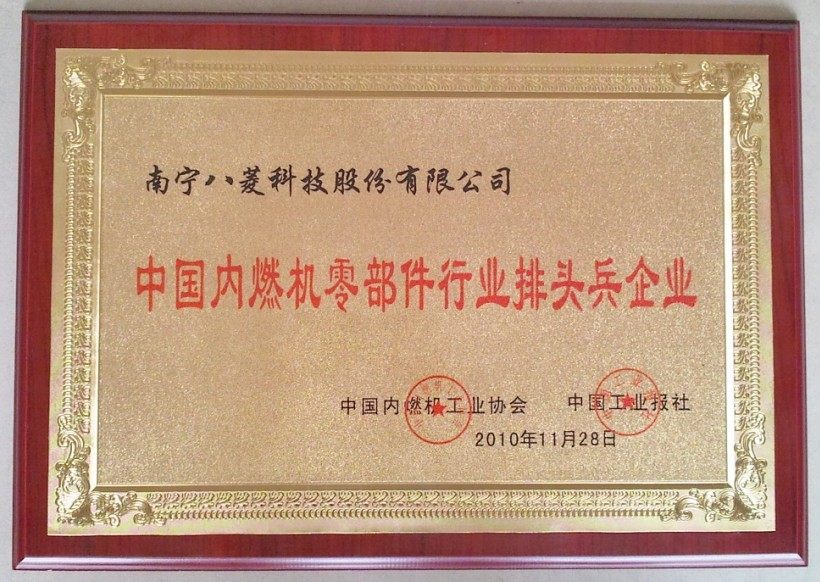 南宁八菱科技股份有限公司
中国内燃机零部件行业排头兵企业
中国内燃机工业协会 中国工业报社
2010年11月28日